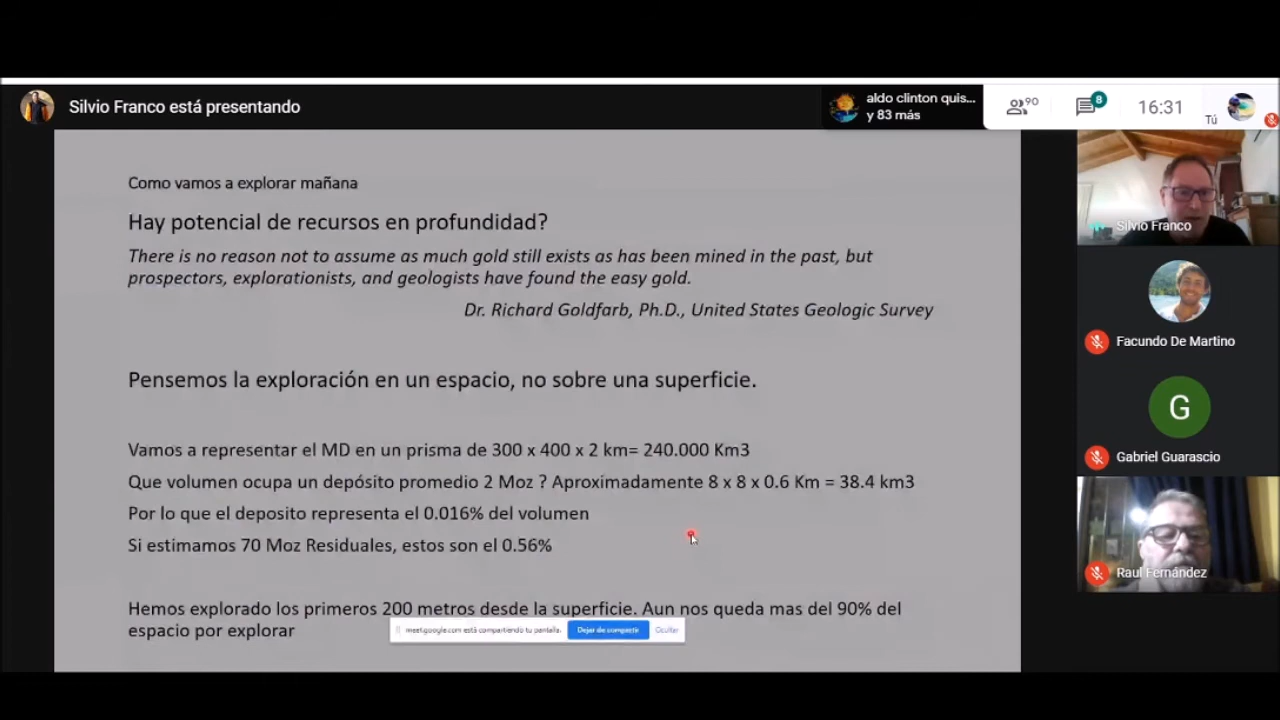 Silvio Franco está presentando
aldo clinton quis...
y 83 más
90
8
16:31
Tú
Como vamos a explorar mañana
Hay potencial de recursos en profundidad?
There is no reason not to assume as much gold still exists as has been mined in the past, but
prospectors, explorationists, and geologists have found the easy gold.
Dr. Richard Goldfarb, Ph.D., United States Geologic Survey
Pensemos la exploración en un espacio, no sobre una superficie.
Vamos a representar el MD en un prisma de 300 x 400 x 2 km= 240.000 Km3
Que volumen ocupa un depósito promedio 2 Moz ? Aproximadamente 8 x 8 x 0.6 Km = 38.4 km3
Por lo que el deposito representa el 0.016% del volumen
Si estimamos 70 Moz Residuales, estos son el 0.56%
Hemos explorado los primeros 200 metros desde la superficie. Aun nos queda mas del 90% del
espacio por explorar
meet.google.com está compartiendo tu pantalla.
Dejar de compartir
Ocultar
Silvio Franco
Facundo De Martino
G
Gabriel Guarascio
Raul Fernández